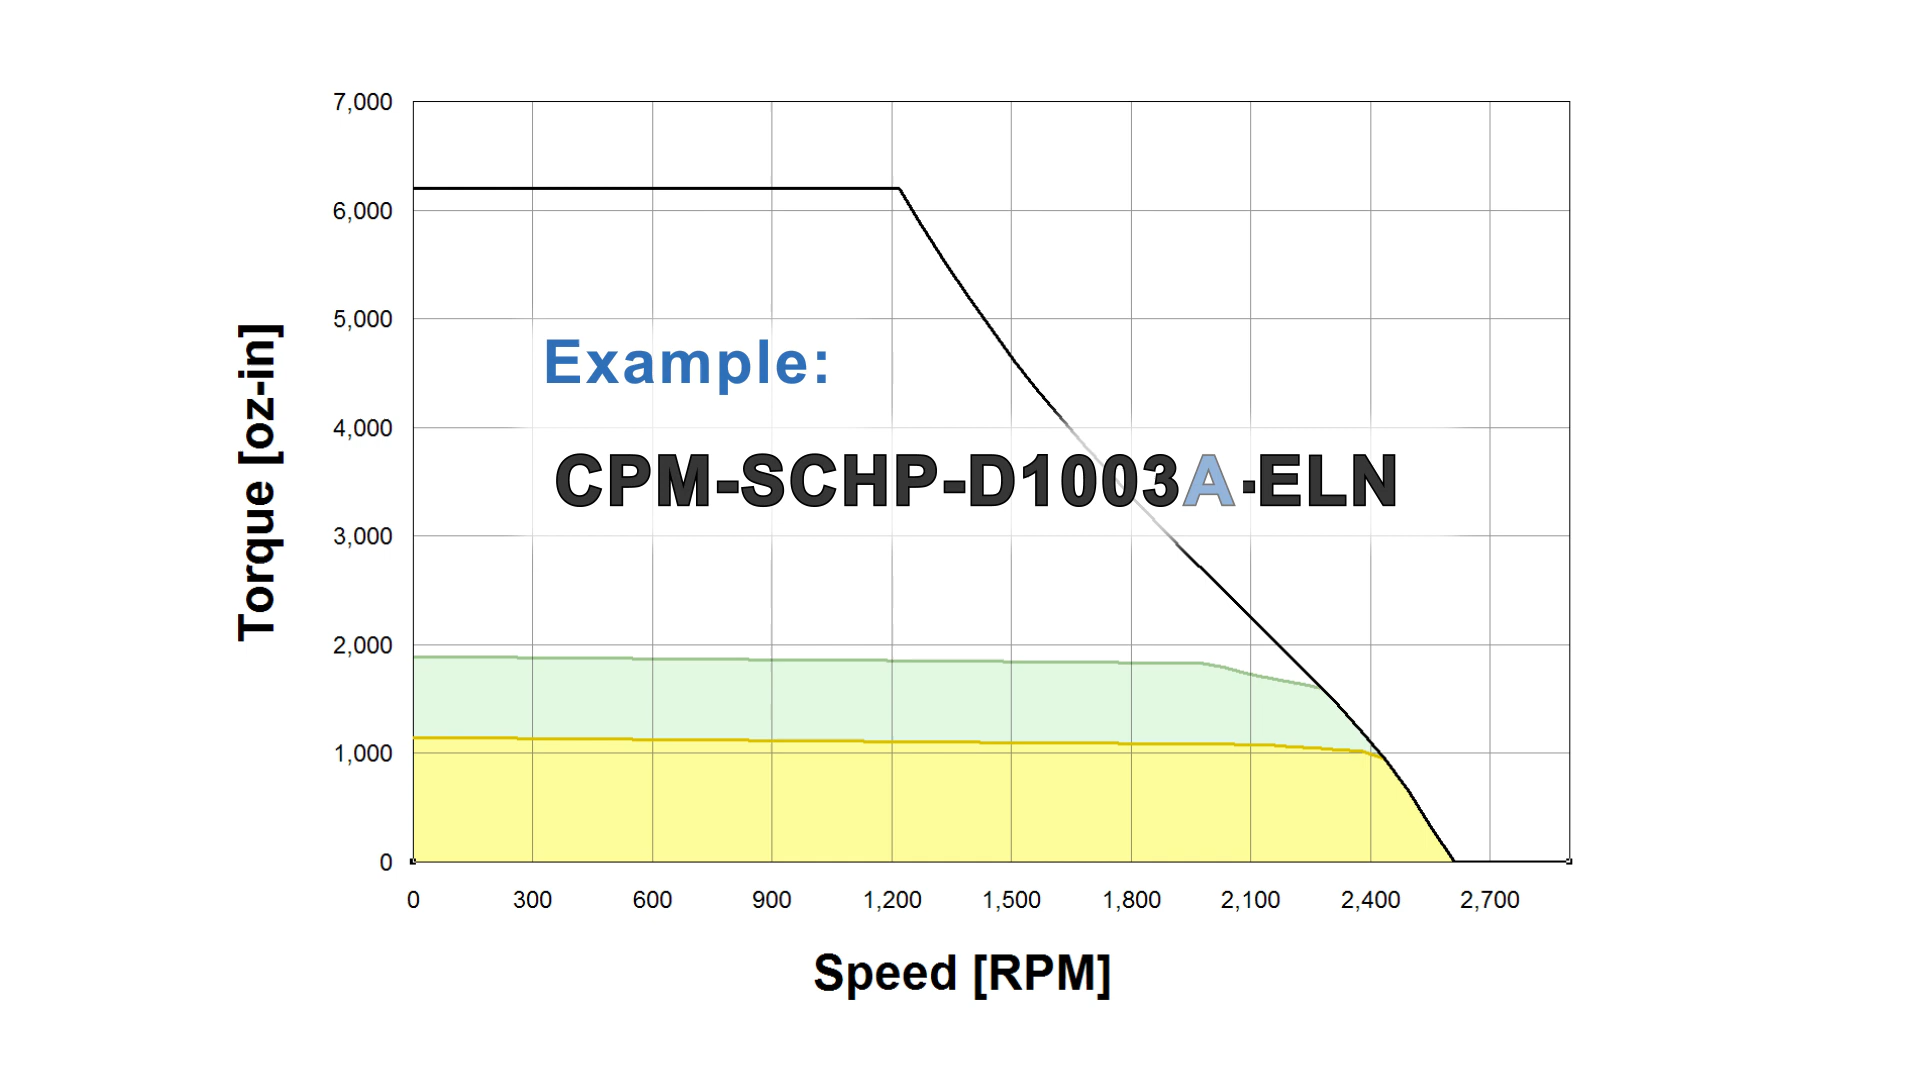 7,000
6,000
5,000
Example:
4,000
CPM-SCHP-D1003A-ELN
3,000
2,000
1,000
0
Torque [oz-in]
0 300 600 900 1,200 1,500 1,800 2,100 2,400 2,700
Speed [RPM]